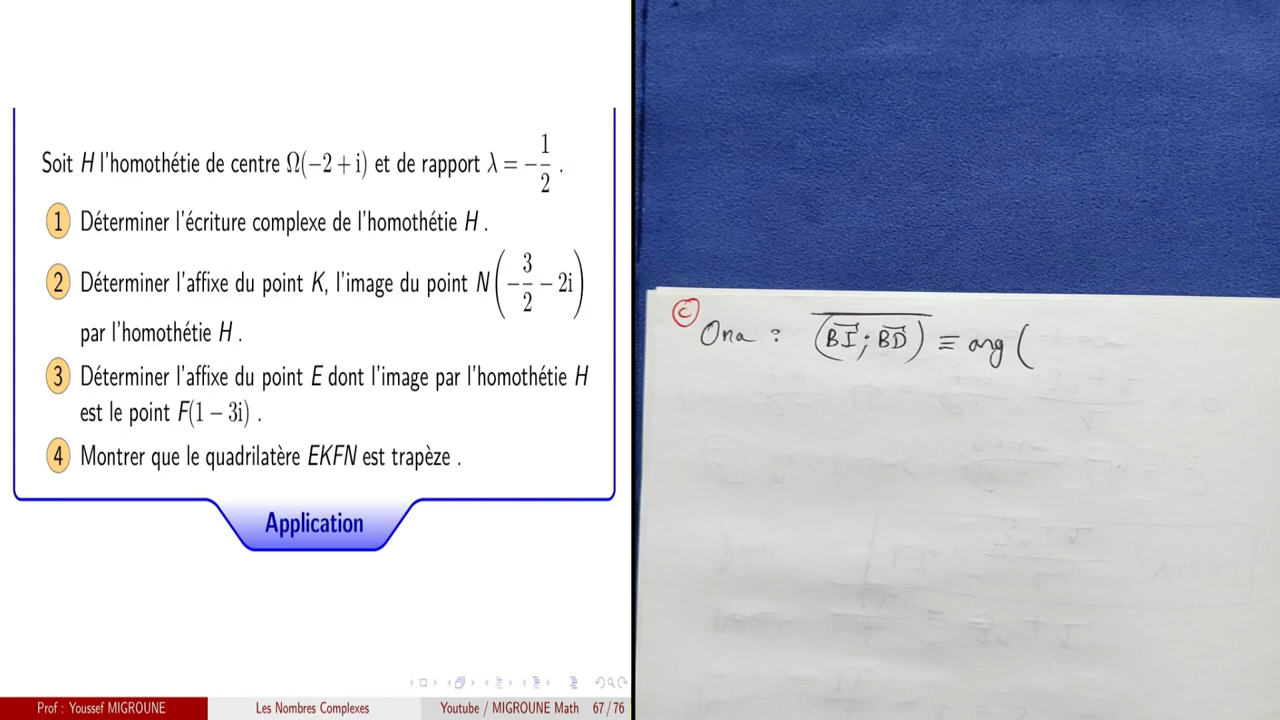 Soit H l'homothétie de centre Ω(−2 + i) et de rapport λ = −1/2 .
1 Déterminer l'écriture complexe de l'homothétie H .
2 Déterminer l'affixe du point K, l'image du point N(−3/2 − 2i)
par l'homothétie H .
3 Déterminer l'affixe du point E dont l'image par l'homothétie H
est le point F(1 − 3i) .
4 Montrer que le quadrilatère EKFN est trapèze .
Application
Prof : Youssef MIGROUNE Les Nombres Complexes Youtube / MIGROUNE Math 67 / 76
C Ona : (BI ; BD) ≡ arg (